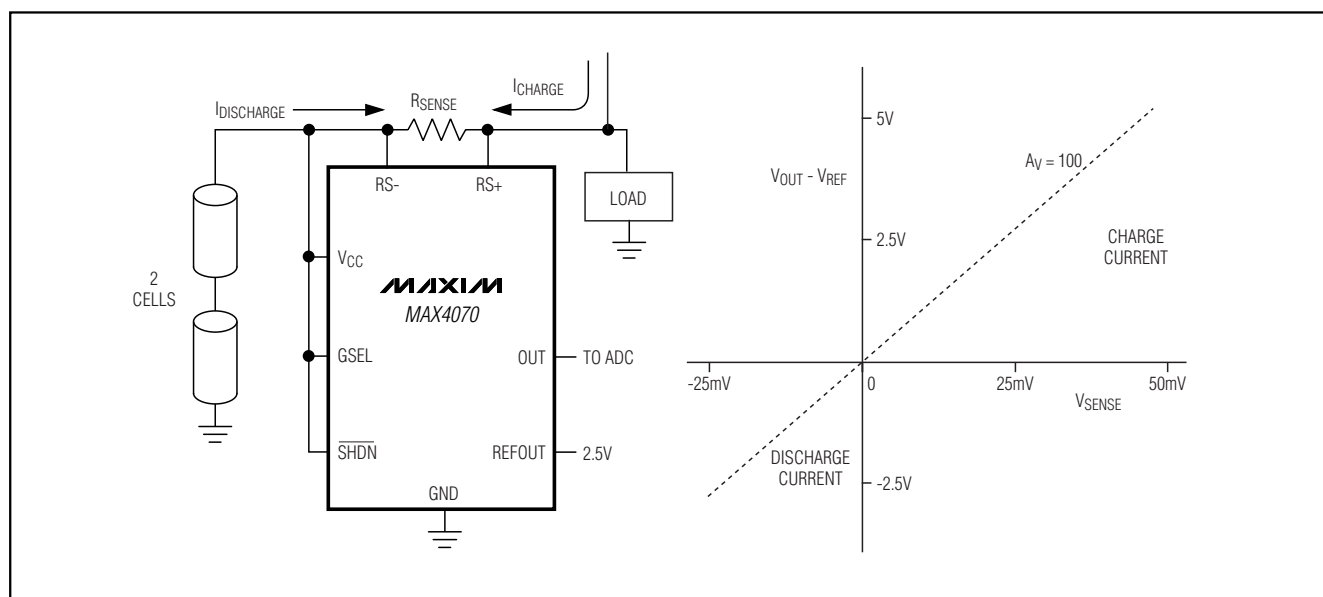 IDISCHARGE
RSENSE
ICHARGE
RS-
RS+
LOAD
2
CELLS
VCC
MAXIM
MAX4070
GSEL
OUT
TO ADC
SHDN
REFOUT
2.5V
GND
5V
AV = 100
VOUT - VREF
2.5V
CHARGE
CURRENT
-25mV
0
25mV
50mV
VSENSE
DISCHARGE
CURRENT
-2.5V